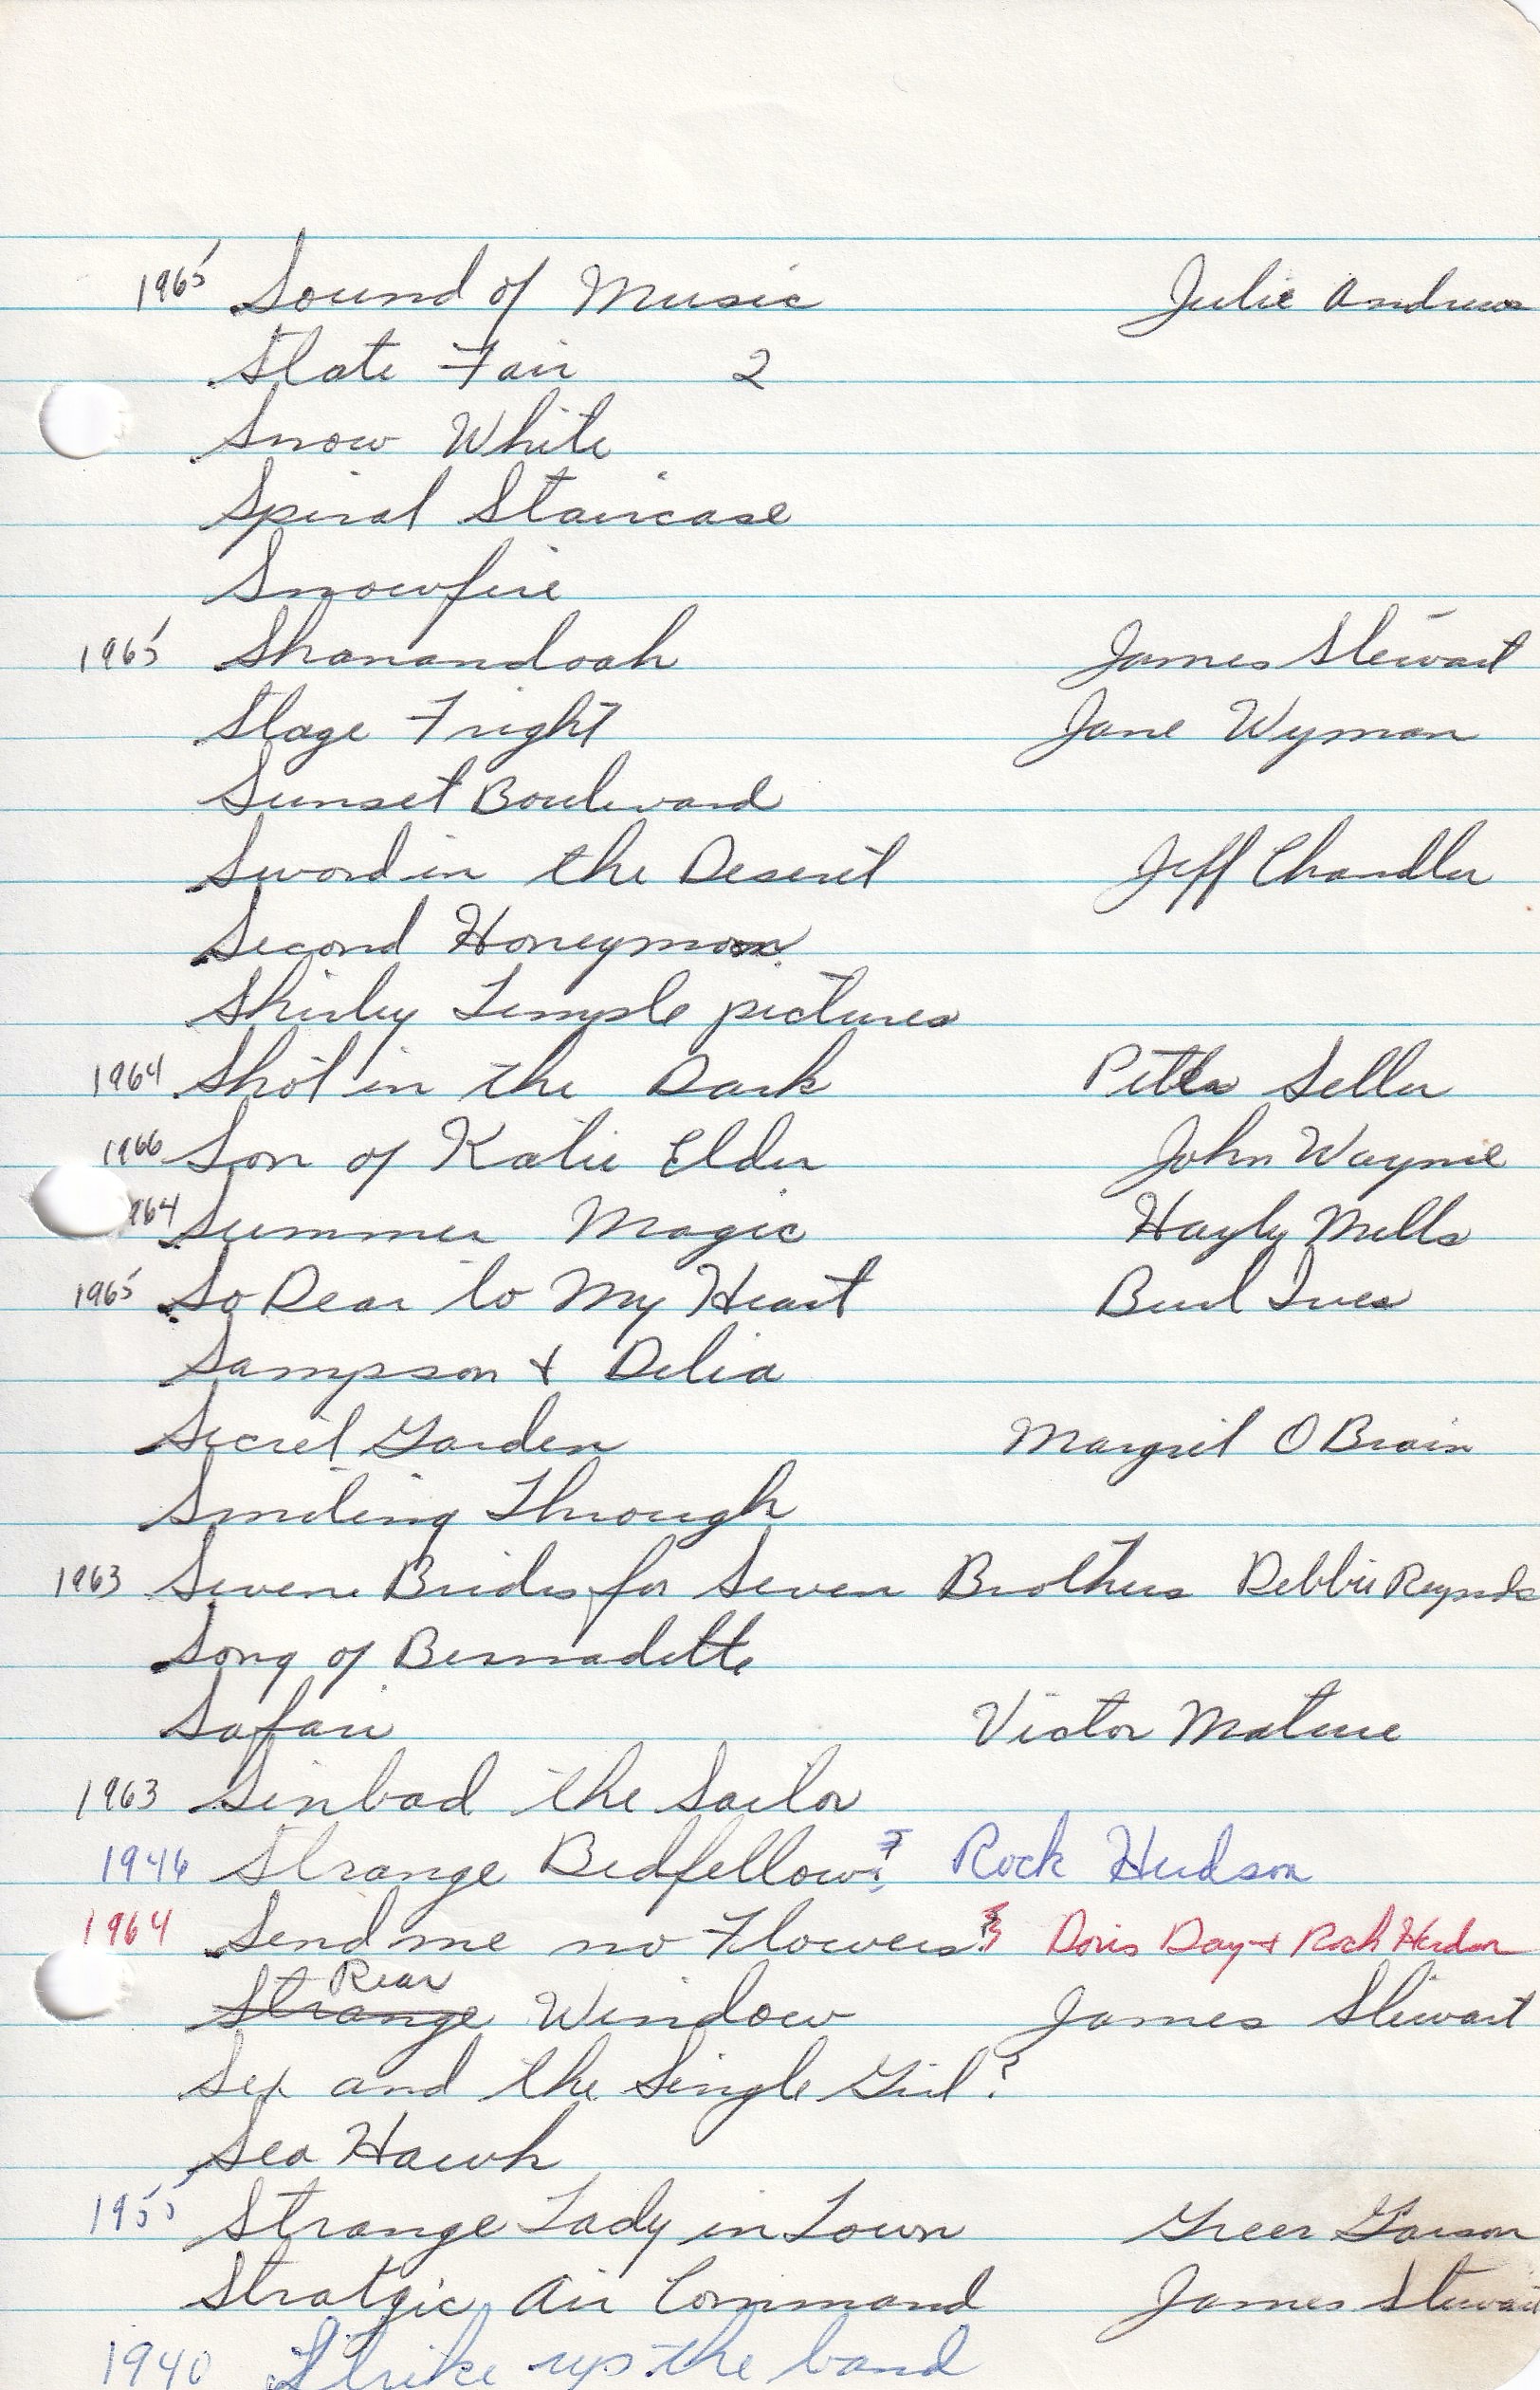 1965 Sound of Music Julie Andrews
State Fair 2
Snow White
Spiral Staircase
Snowfire
1965 Shanandoah James Stewart
Stage Fright Jane Wyman
Sunset Boulevard
Sword in the Desert Jeff Chandler
Second Honeymoon
Shirley Temple pictures
1964 Shot in the Dark Seller
1966 Son of Katie Elder John Wayne
964 Summer Magic Hayly Mills
1965 So Dear to My Heart Burl Ives
Sampson & Delia
Secret Garden Margret O Brain
Smiling Through
1963 Seven Brides for Seven Brothers Debbie Reynolds
Song of Bernadette
Safari Victor Mature
1963 Sinbad the Sailor
1946 Strange Bedfellow Rock Hudson
1964 Send me no Flowers Doris Day + Rock Hudson
Rear
Strange Window James Stewart
Sex and the Single Girl?
Sea Hawk
1955 Strange Lady in Town Greer Garson
Stratgic Air Command James Stewart
1940 Strike up the band